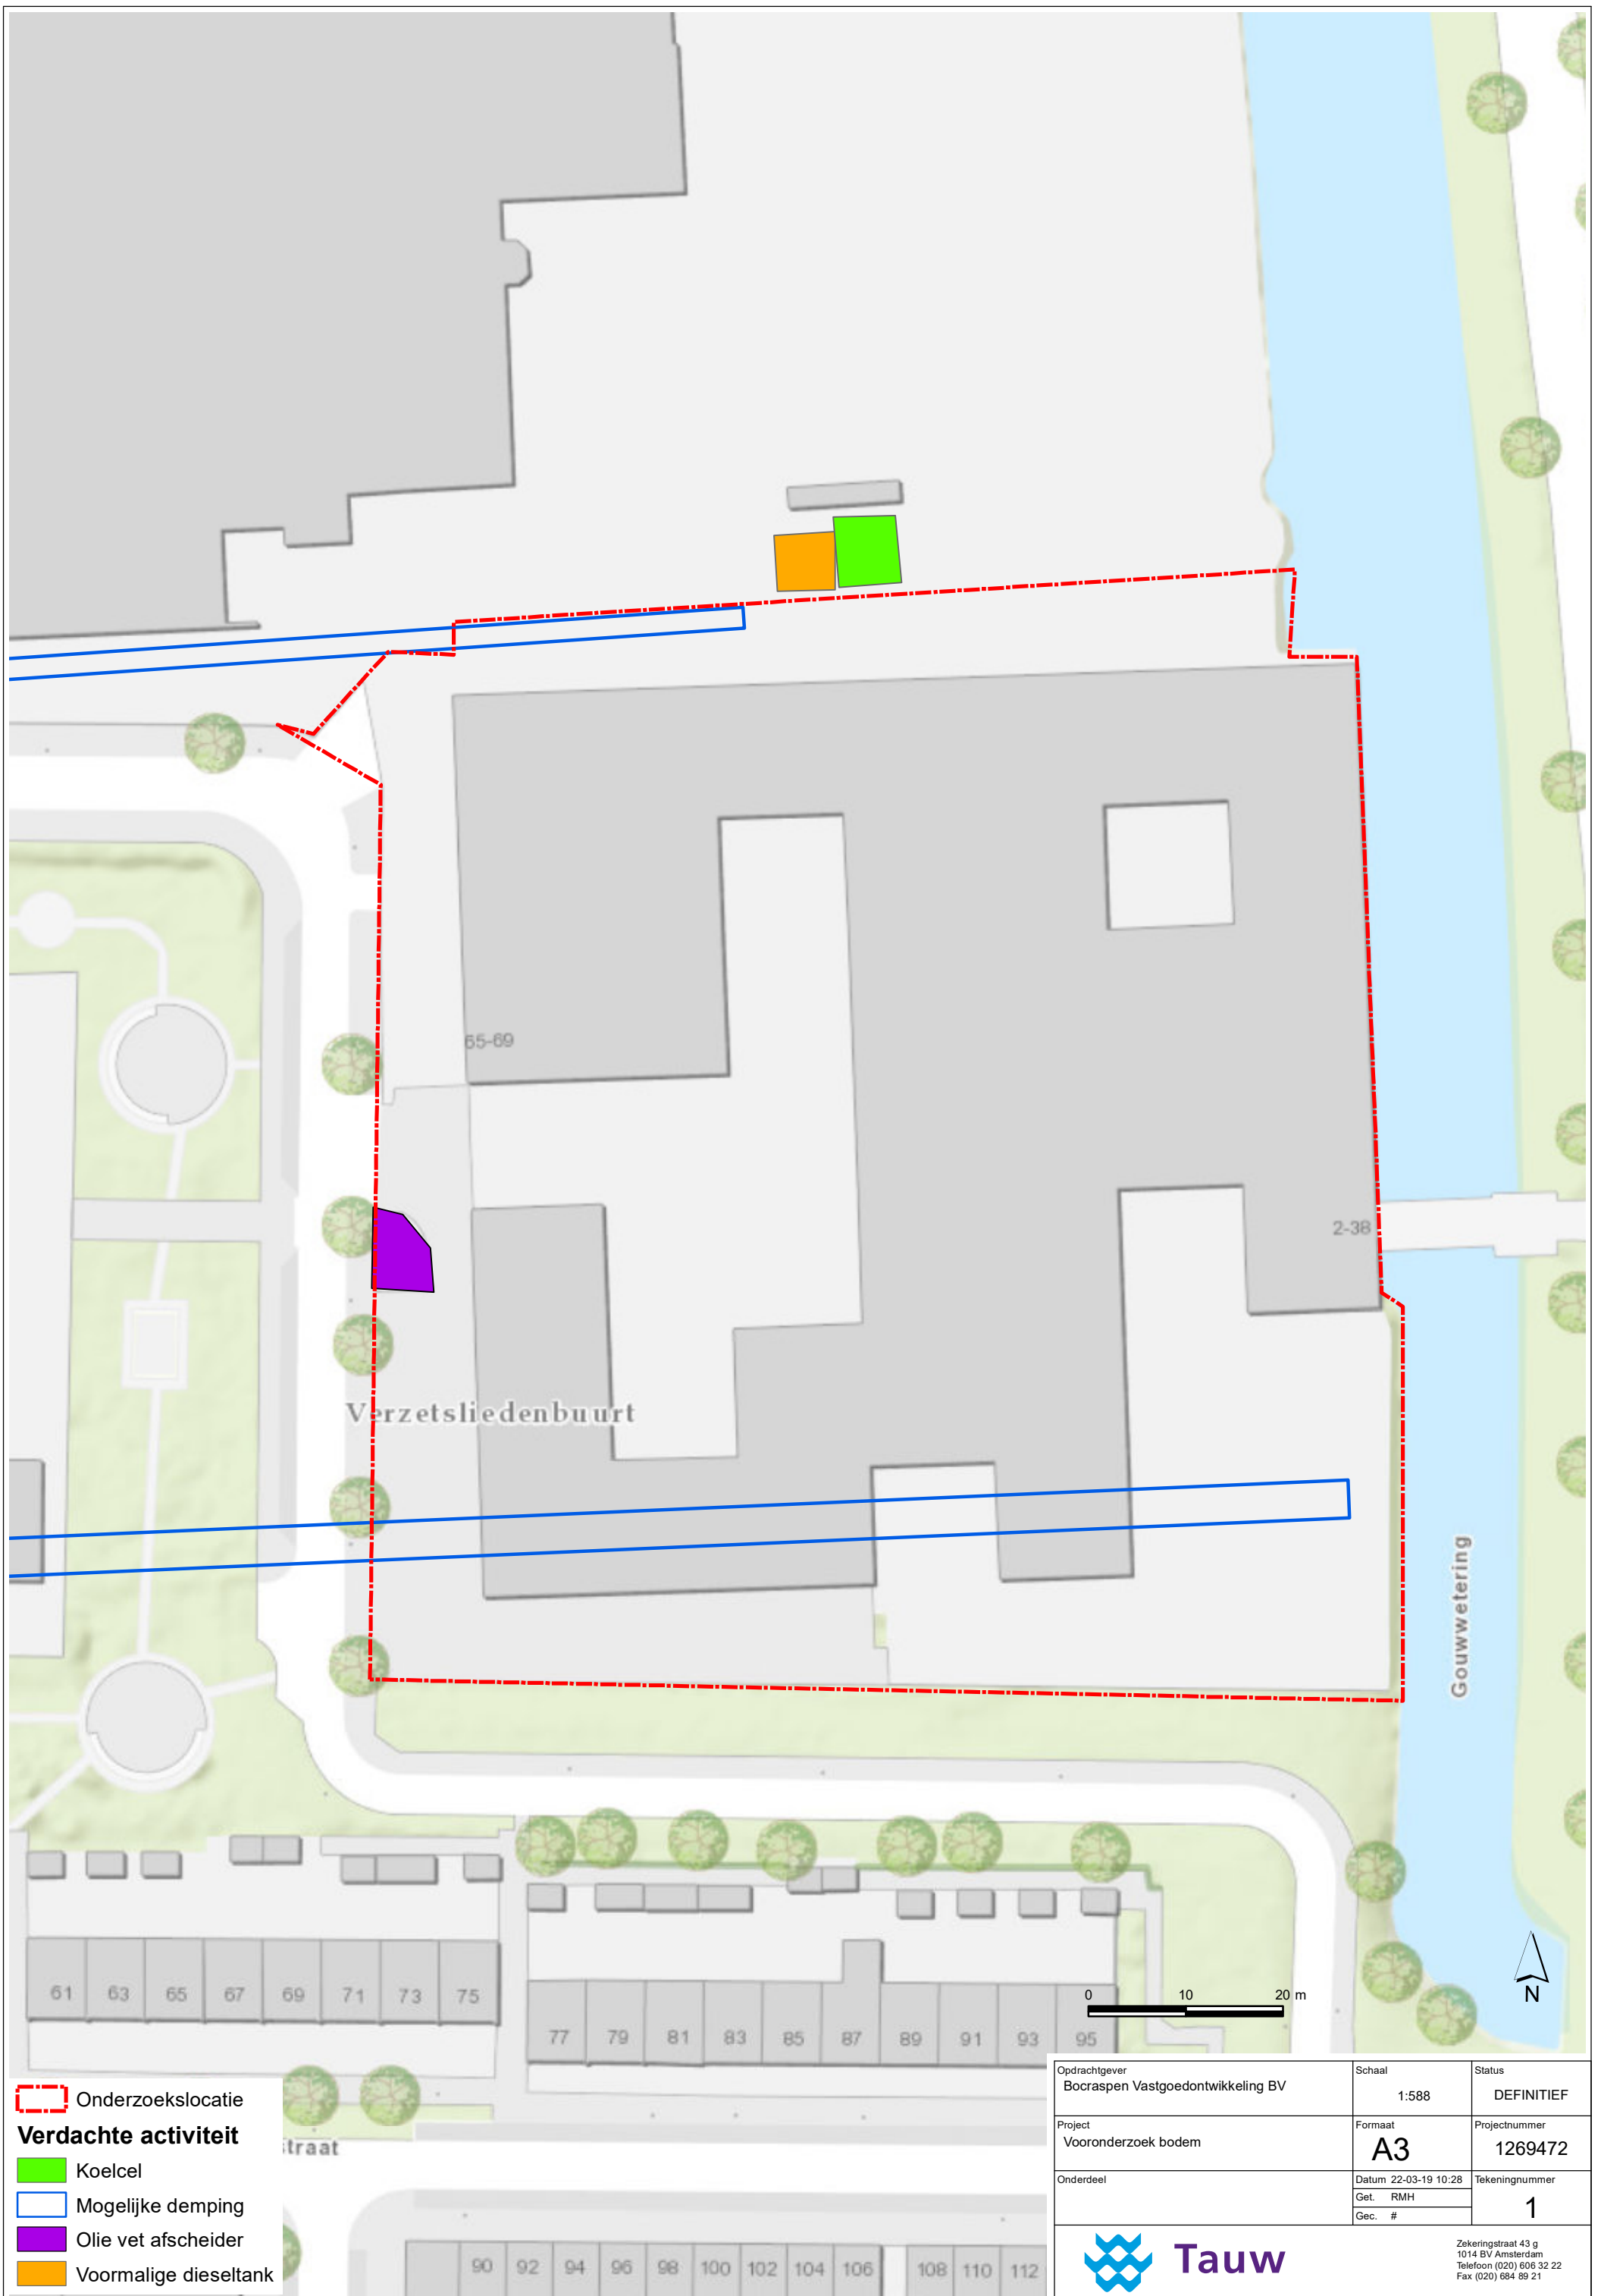 65-69
2-38
Verzetsliedenbuurt
Gouwwetering
61 63 65 67 69 71 73 75
77 79 81 83 85 87 89 91 93 95
0 10 20 m
N
straat
90 92 94 96 98 100 102 104 106 108 110 112
Onderzoekslocatie
Verdachte activiteit
Koelcel
Mogelijke demping
Olie vet afscheider
Voormalige dieseltank
Opdrachtgever
Bocraspen Vastgoedontwikkeling BV
Schaal
1:588
Status
DEFINITIEF
Project
Vooronderzoek bodem
Formaat
A3
Projectnummer
1269472
Onderdeel
Datum 22-03-19 10:28
Get. RMH
Gec. #
Tekeningnummer
1
Tauw
Zekeringstraat 43 g
1014 BV Amsterdam
Telefoon (020) 606 32 22
Fax (020) 684 89 21